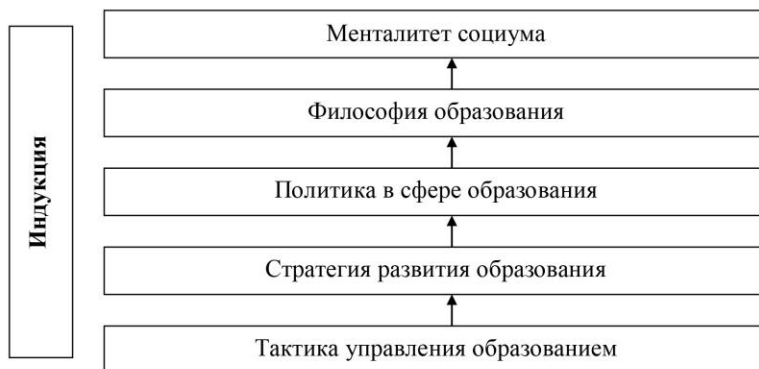 Индукция
Менталитет социума
Философия образования
Политика в сфере образования
Стратегия развития образования
Тактика управления образованием